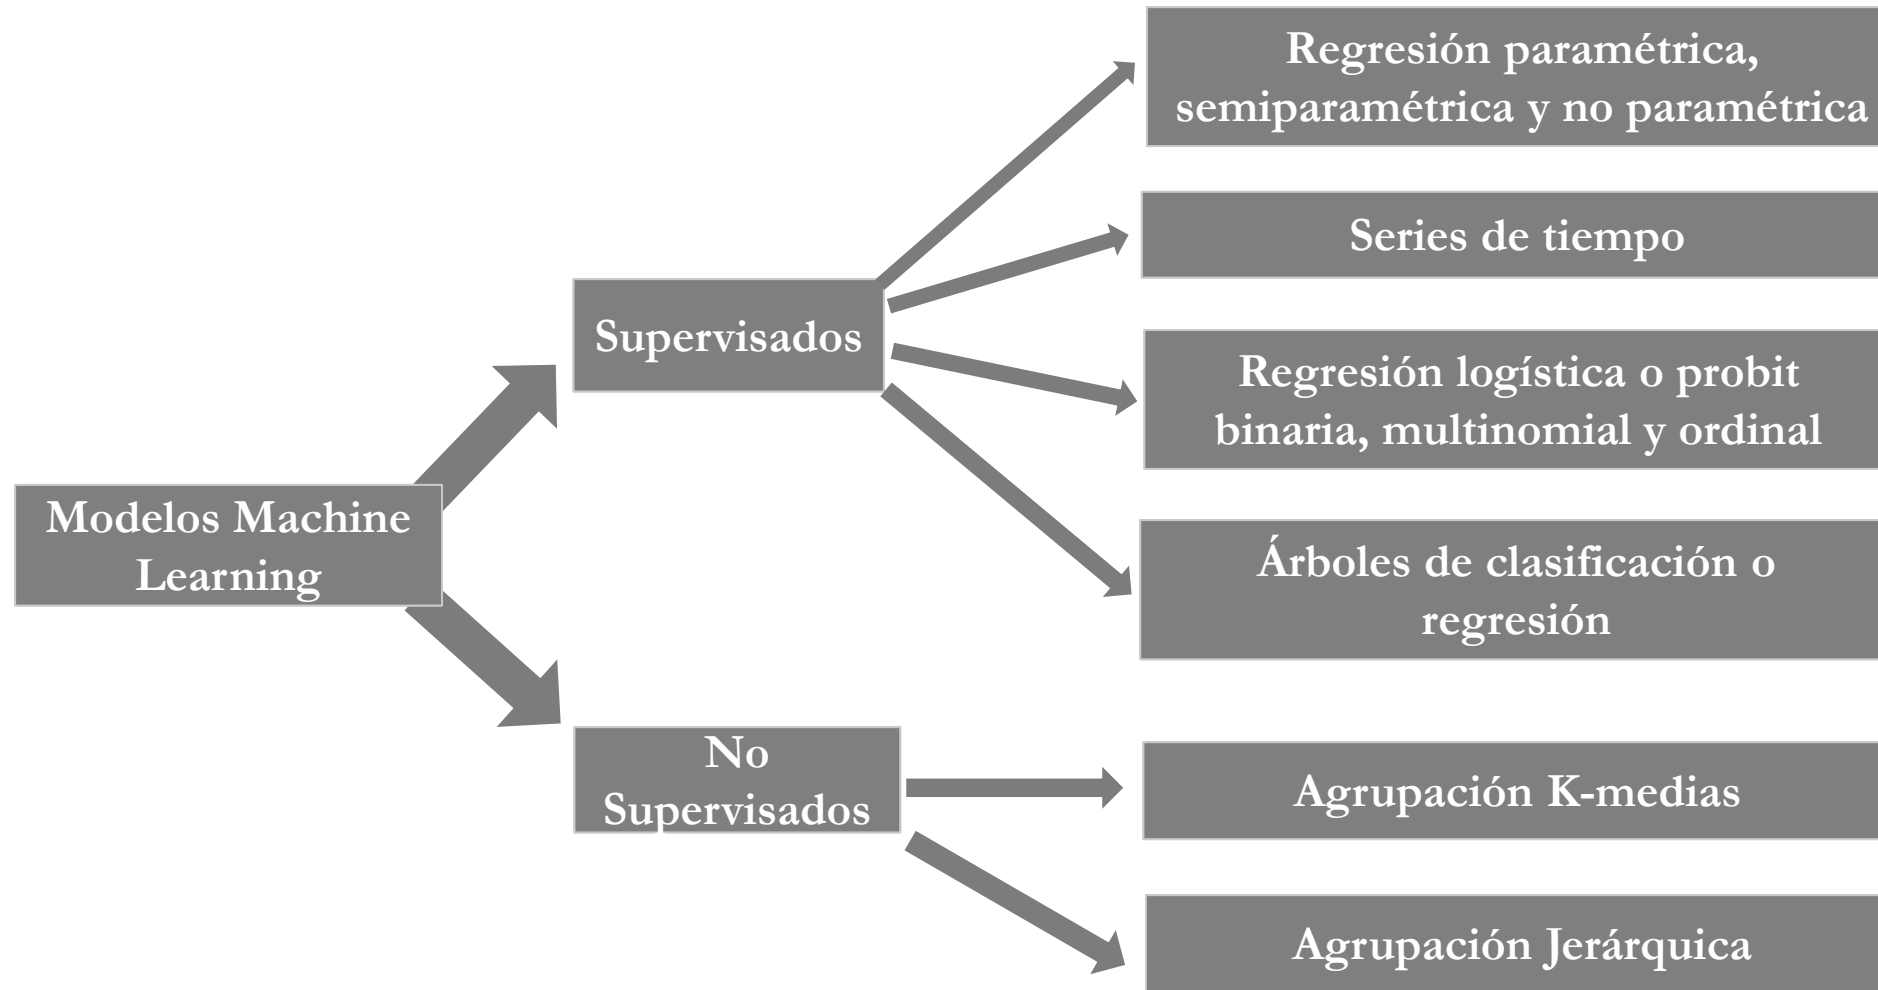 Modelos Machine
Learning
Supervisados
Regresión paramétrica,
semiparamétrica y no paramétrica
Series de tiempo
Regresión logística o probit
binaria, multinomial y ordinal
Árboles de clasificación o
regresión
No
Supervisados
Agrupación K-medias
Agrupación Jerárquica